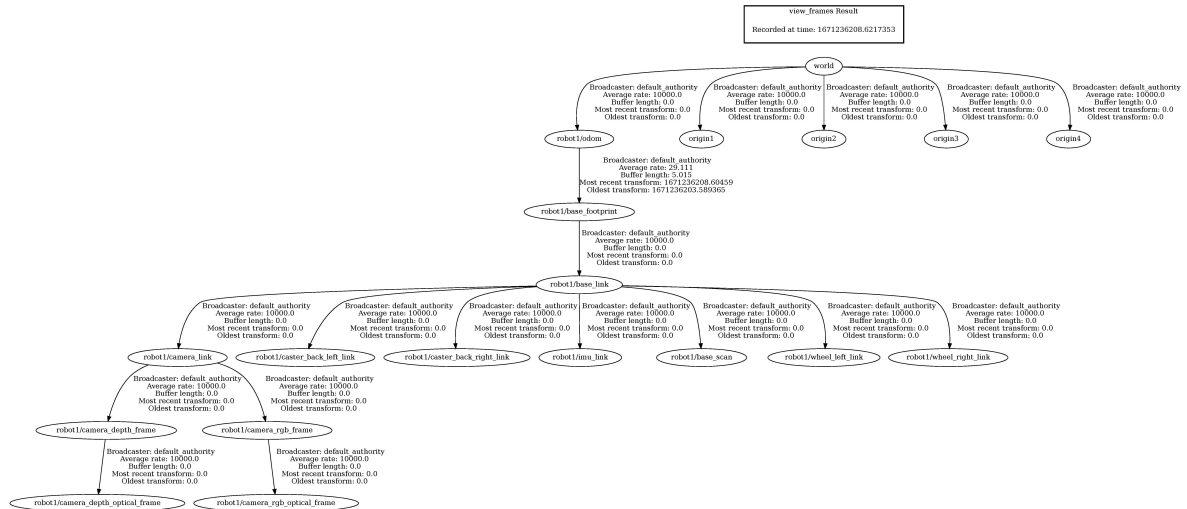 view_frames Result
Recorded at time: 1671236208.6217353
world
Broadcaster: default_authority
Average rate: 10000.0
Buffer length: 0.0
Most recent transform: 0.0
Oldest transform: 0.0
Broadcaster: default_authority
Average rate: 10000.0
Buffer length: 0.0
Most recent transform: 0.0
Oldest transform: 0.0
Broadcaster: default_authority
Average rate: 10000.0
Buffer length: 0.0
Most recent transform: 0.0
Oldest transform: 0.0
Broadcaster: default_authority
Average rate: 10000.0
Buffer length: 0.0
Most recent transform: 0.0
Oldest transform: 0.0
Broadcaster: default_authority
Average rate: 10000.0
Buffer length: 0.0
Most recent transform: 0.0
Oldest transform: 0.0
robot1/odom
origin1
origin2
origin3
origin4
Broadcaster: default_authority
Average rate: 29.111
Buffer length: 5.015
Most recent transform: 1671236208.60459
Oldest transform: 1671236203.589365
robot1/base_footprint
Broadcaster: default_authority
Average rate: 10000.0
Buffer length: 0.0
Most recent transform: 0.0
Oldest transform: 0.0
robot1/base_link
Broadcaster: default_authority
Average rate: 10000.0
Buffer length: 0.0
Most recent transform: 0.0
Oldest transform: 0.0
Broadcaster: default_authority
Average rate: 10000.0
Buffer length: 0.0
Most recent transform: 0.0
Oldest transform: 0.0
Broadcaster: default_authority
Average rate: 10000.0
Buffer length: 0.0
Most recent transform: 0.0
Oldest transform: 0.0
Broadcaster: default_authority
Average rate: 10000.0
Buffer length: 0.0
Most recent transform: 0.0
Oldest transform: 0.0
Broadcaster: default_authority
Average rate: 10000.0
Buffer length: 0.0
Most recent transform: 0.0
Oldest transform: 0.0
Broadcaster: default_authority
Average rate: 10000.0
Buffer length: 0.0
Most recent transform: 0.0
Oldest transform: 0.0
Broadcaster: default_authority
Average rate: 10000.0
Buffer length: 0.0
Most recent transform: 0.0
Oldest transform: 0.0
robot1/camera_link
robot1/caster_back_left_link
robot1/caster_back_right_link
robot1/imu_link
robot1/base_scan
robot1/wheel_left_link
robot1/wheel_right_link
Broadcaster: default_authority
Average rate: 10000.0
Buffer length: 0.0
Most recent transform: 0.0
Oldest transform: 0.0
Broadcaster: default_authority
Average rate: 10000.0
Buffer length: 0.0
Most recent transform: 0.0
Oldest transform: 0.0
robot1/camera_depth_frame
robot1/camera_rgb_frame
Broadcaster: default_authority
Average rate: 10000.0
Buffer length: 0.0
Most recent transform: 0.0
Oldest transform: 0.0
Broadcaster: default_authority
Average rate: 10000.0
Buffer length: 0.0
Most recent transform: 0.0
Oldest transform: 0.0
robot1/camera_depth_optical_frame
robot1/camera_rgb_optical_frame